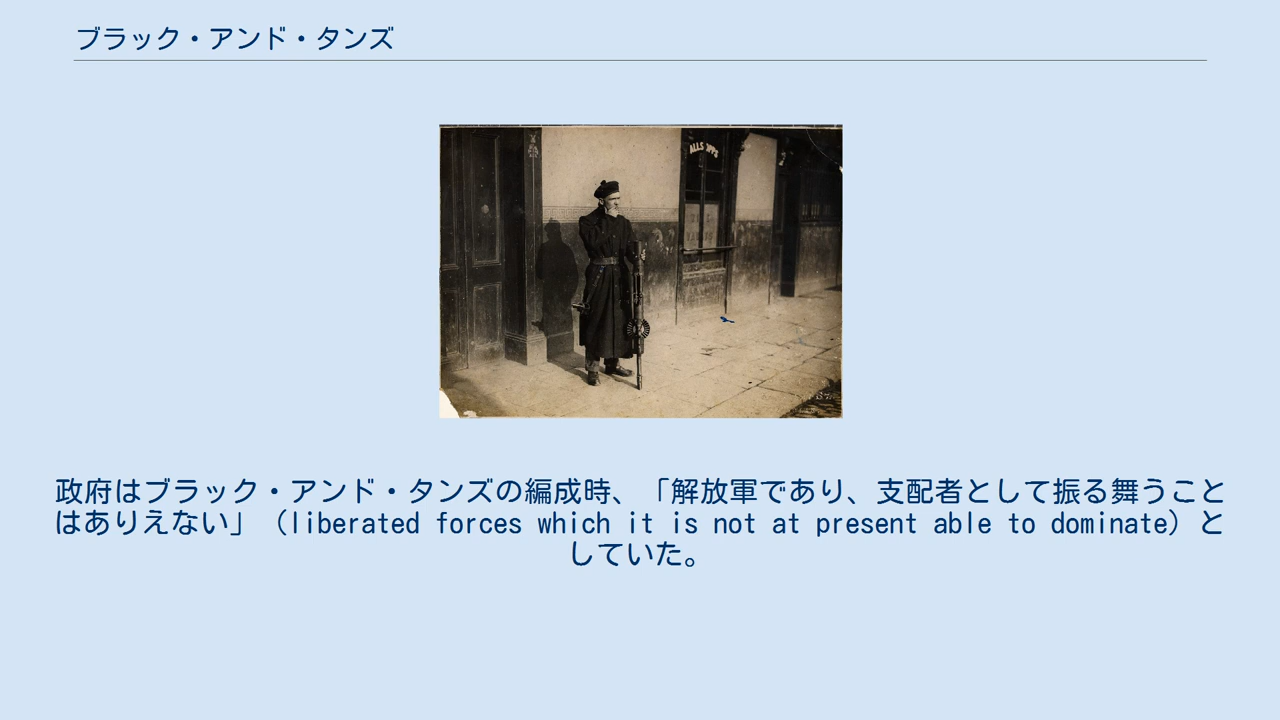 ブラック・アンド・タンズ
ALLSOPPS
政府はブラック・アンド・タンズの編成時、「解放軍であり、支配者として振る舞うこと
はありえない」（liberated forces which it is not at present able to dominate）と
していた。